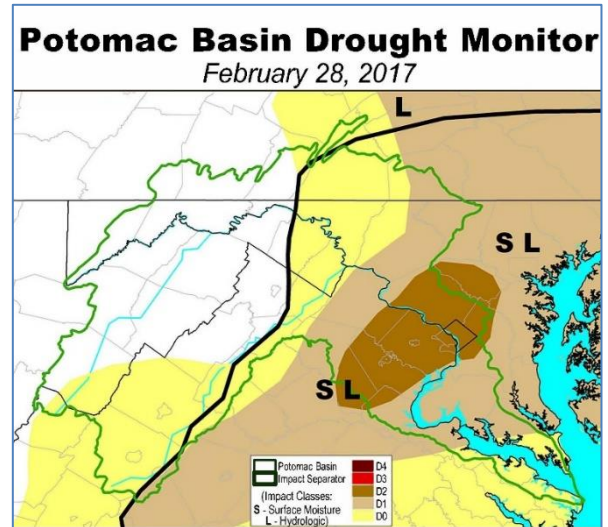 Potomac Basin Drought Monitor
February 28, 2017
L
S L
S L
Potomac Basin
Impact Separator
(Impact Classes:
S - Surface Moisture
L - Hydrologic)
D4
D3
D2
D1
D0